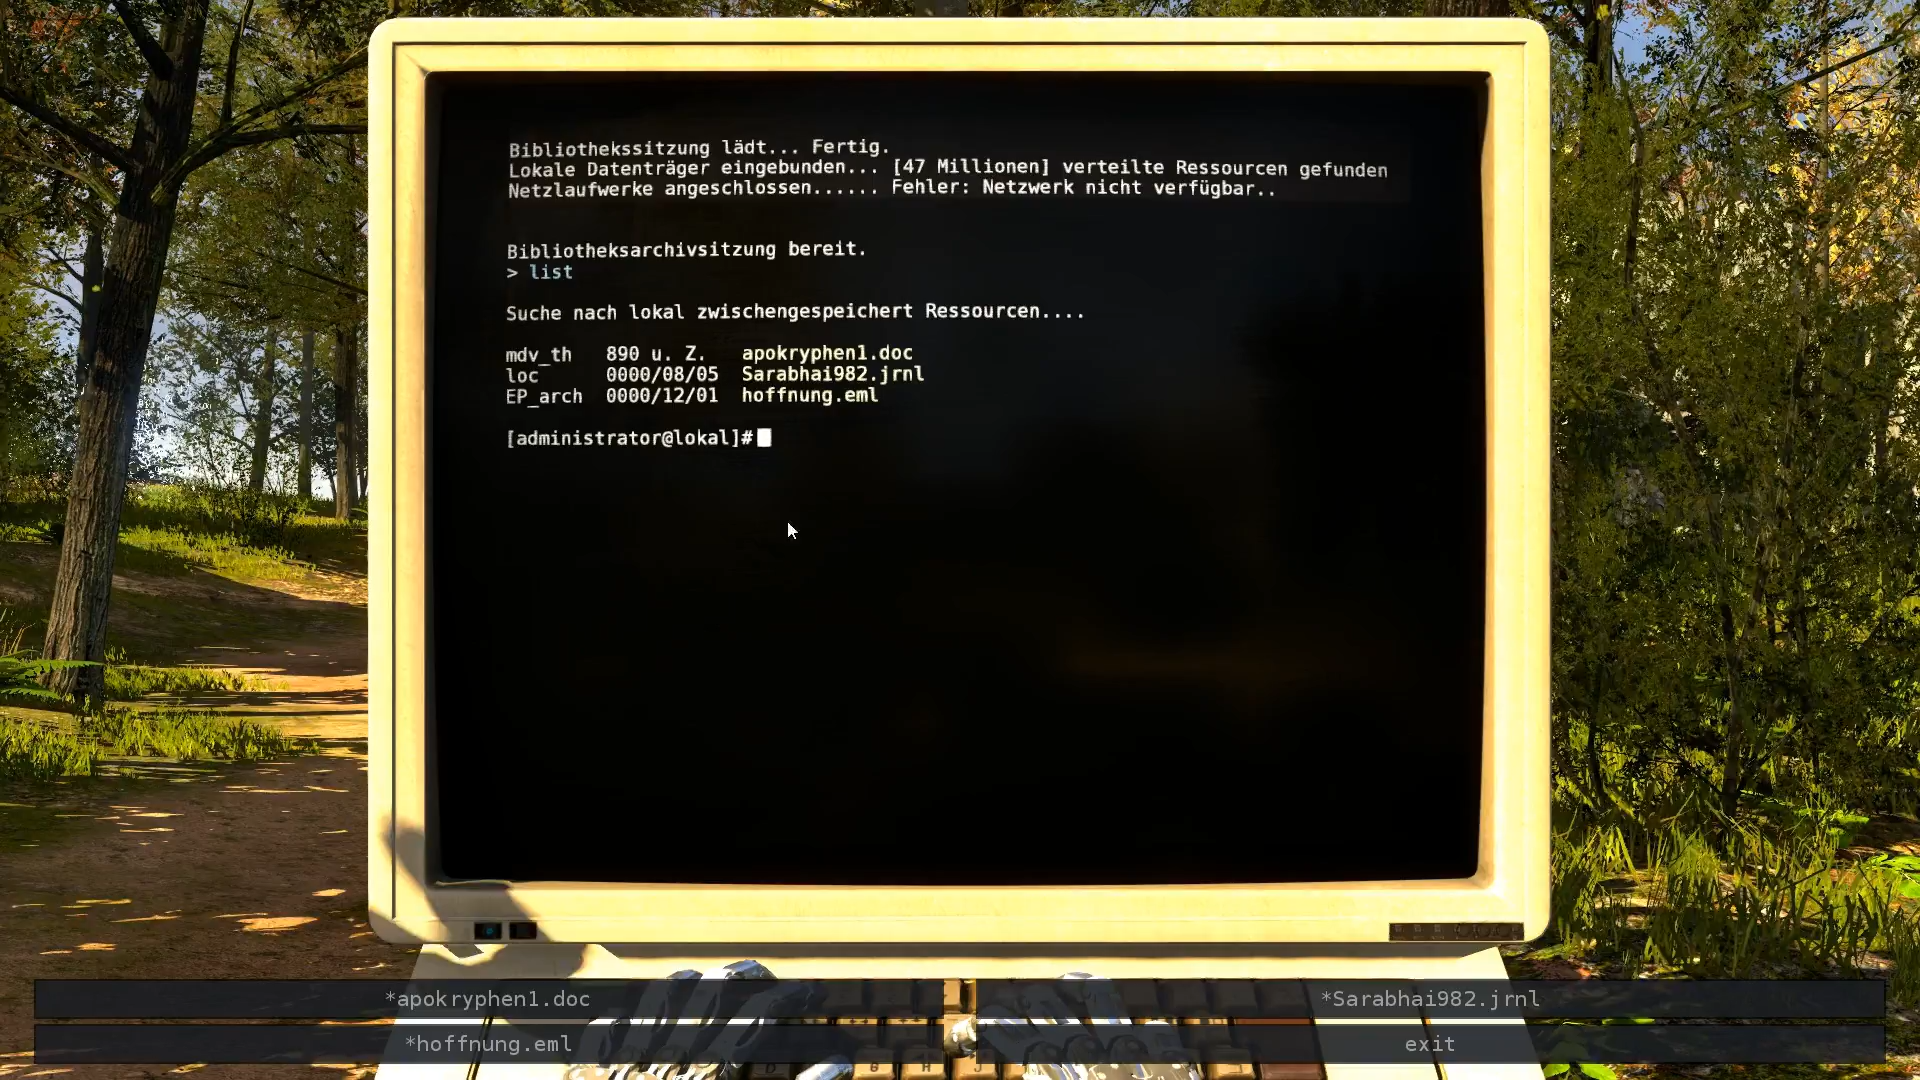 Bibliothekssitzung lädt... Fertig.
Lokale Datenträger eingebunden... [47 Millionen] verteilte Ressourcen gefunden
Netzlaufwerke angeschlossen...... Fehler: Netzwerk nicht verfügbar..
Bibliotheksarchivsitzung bereit.
> list
Suche nach lokal zwischengespeichert Ressourcen....
mdv_th 890 u. Z. apokryphen1.doc
loc 0000/08/05 Sarabhai982.jrnl
EP_arch 0000/12/01 hoffnung.eml
[administrator@lokal]#
*apokryphen1.doc *Sarabhai982.jrnl
*hoffnung.eml exit